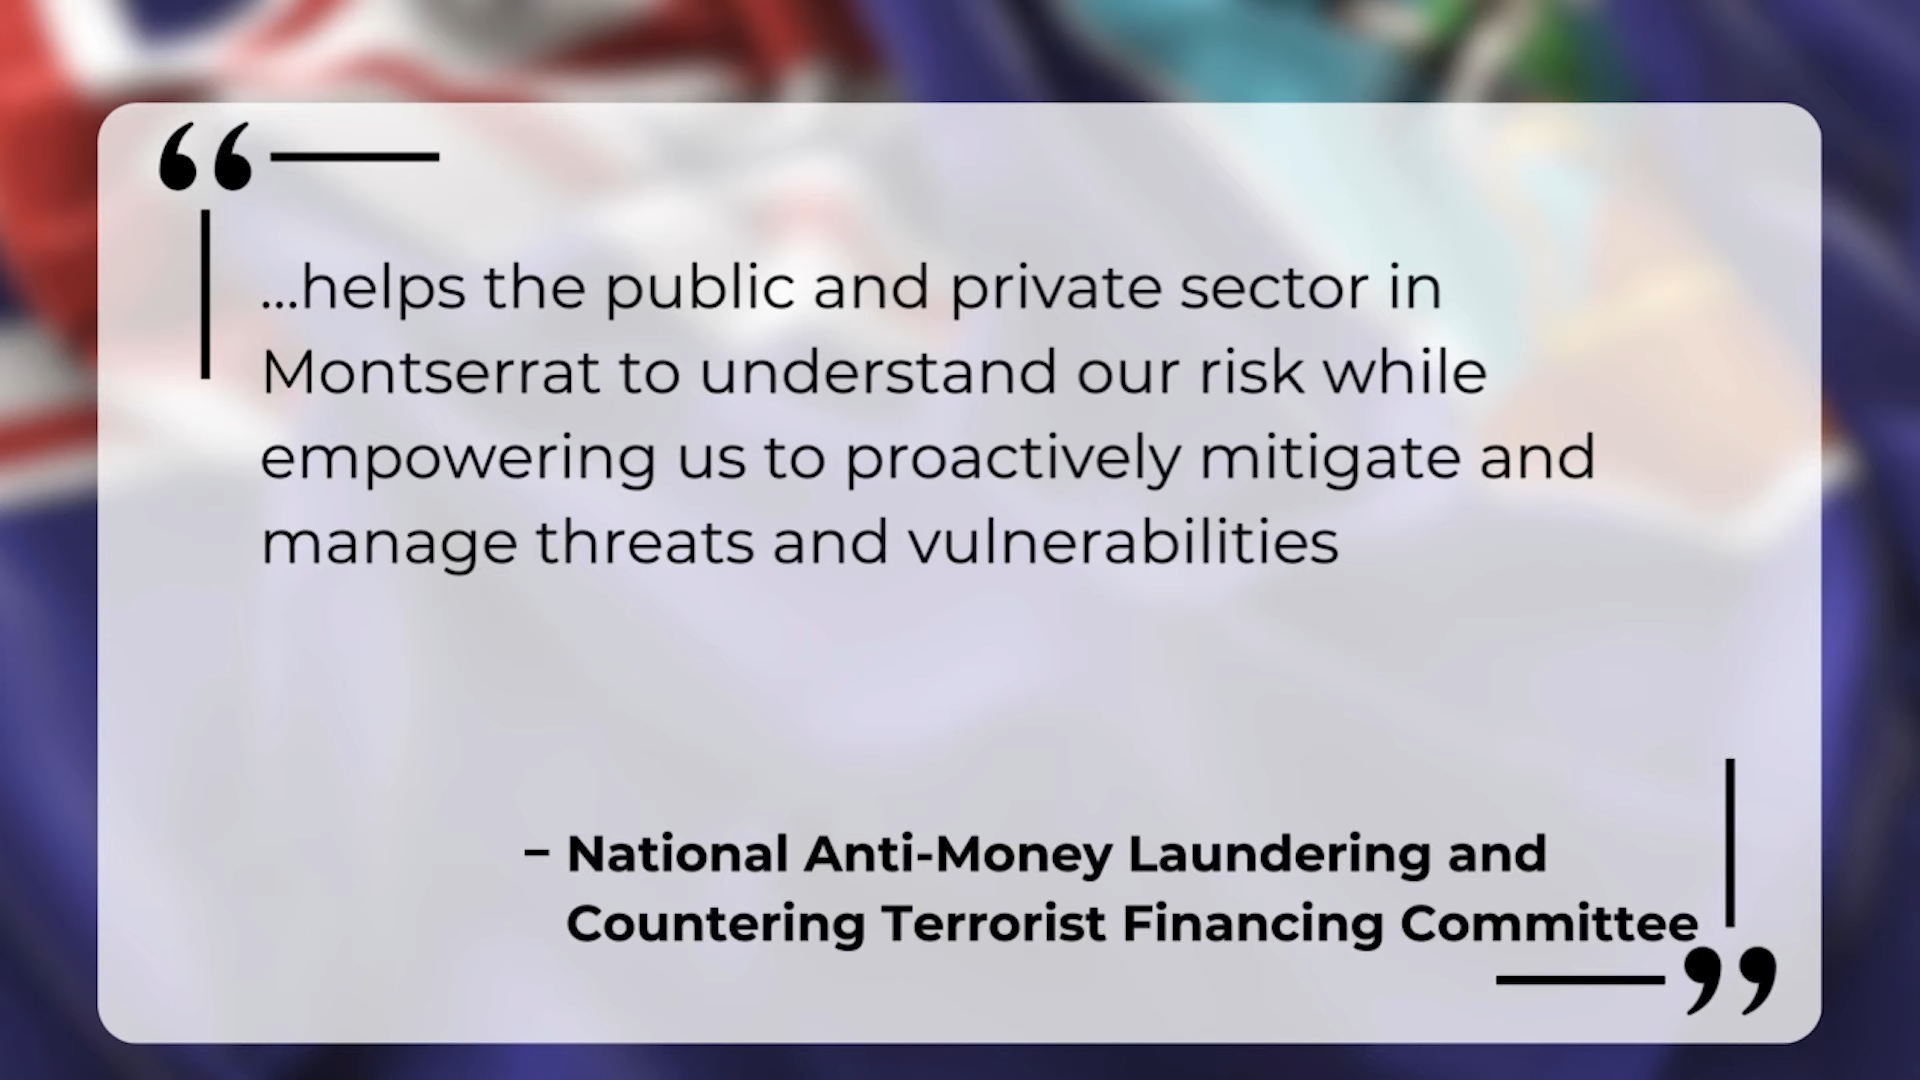 “
...helps the public and private sector in
Montserrat to understand our risk while
empowering us to proactively mitigate and
manage threats and vulnerabilities
– National Anti-Money Laundering and
Countering Terrorist Financing Committee
”